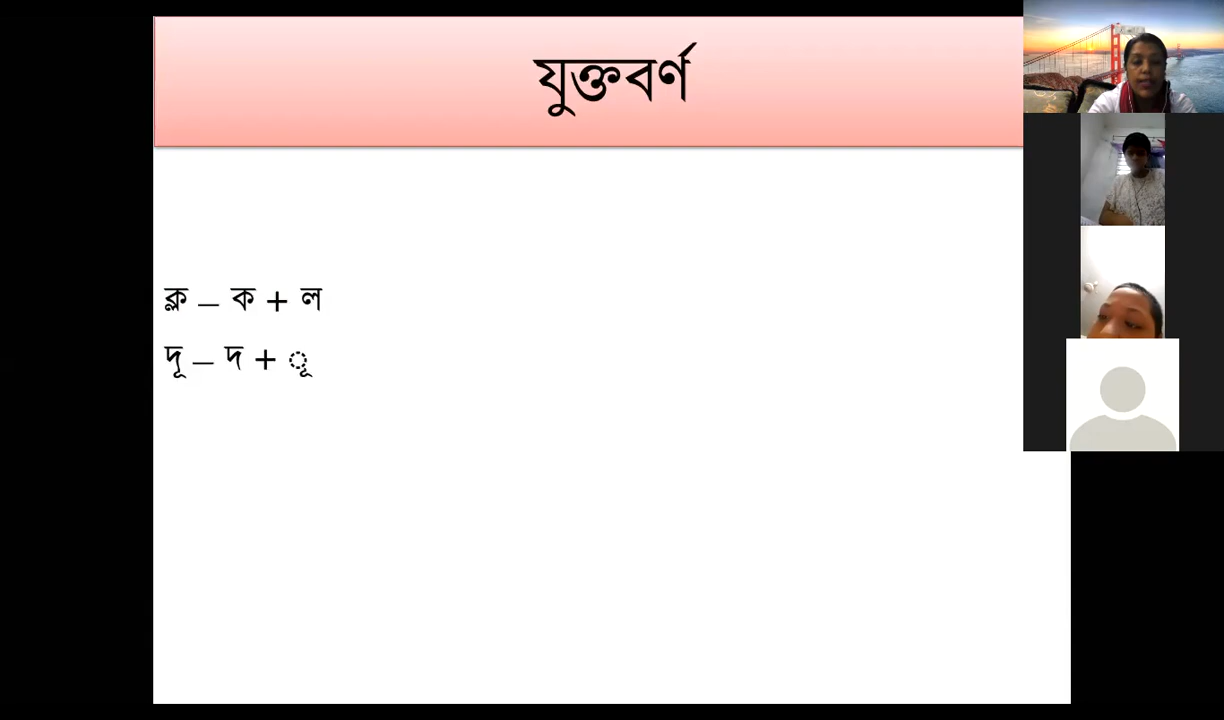 যুক্তবর্ণ
ক্ল – ক + ল
দূ – দ + ূ